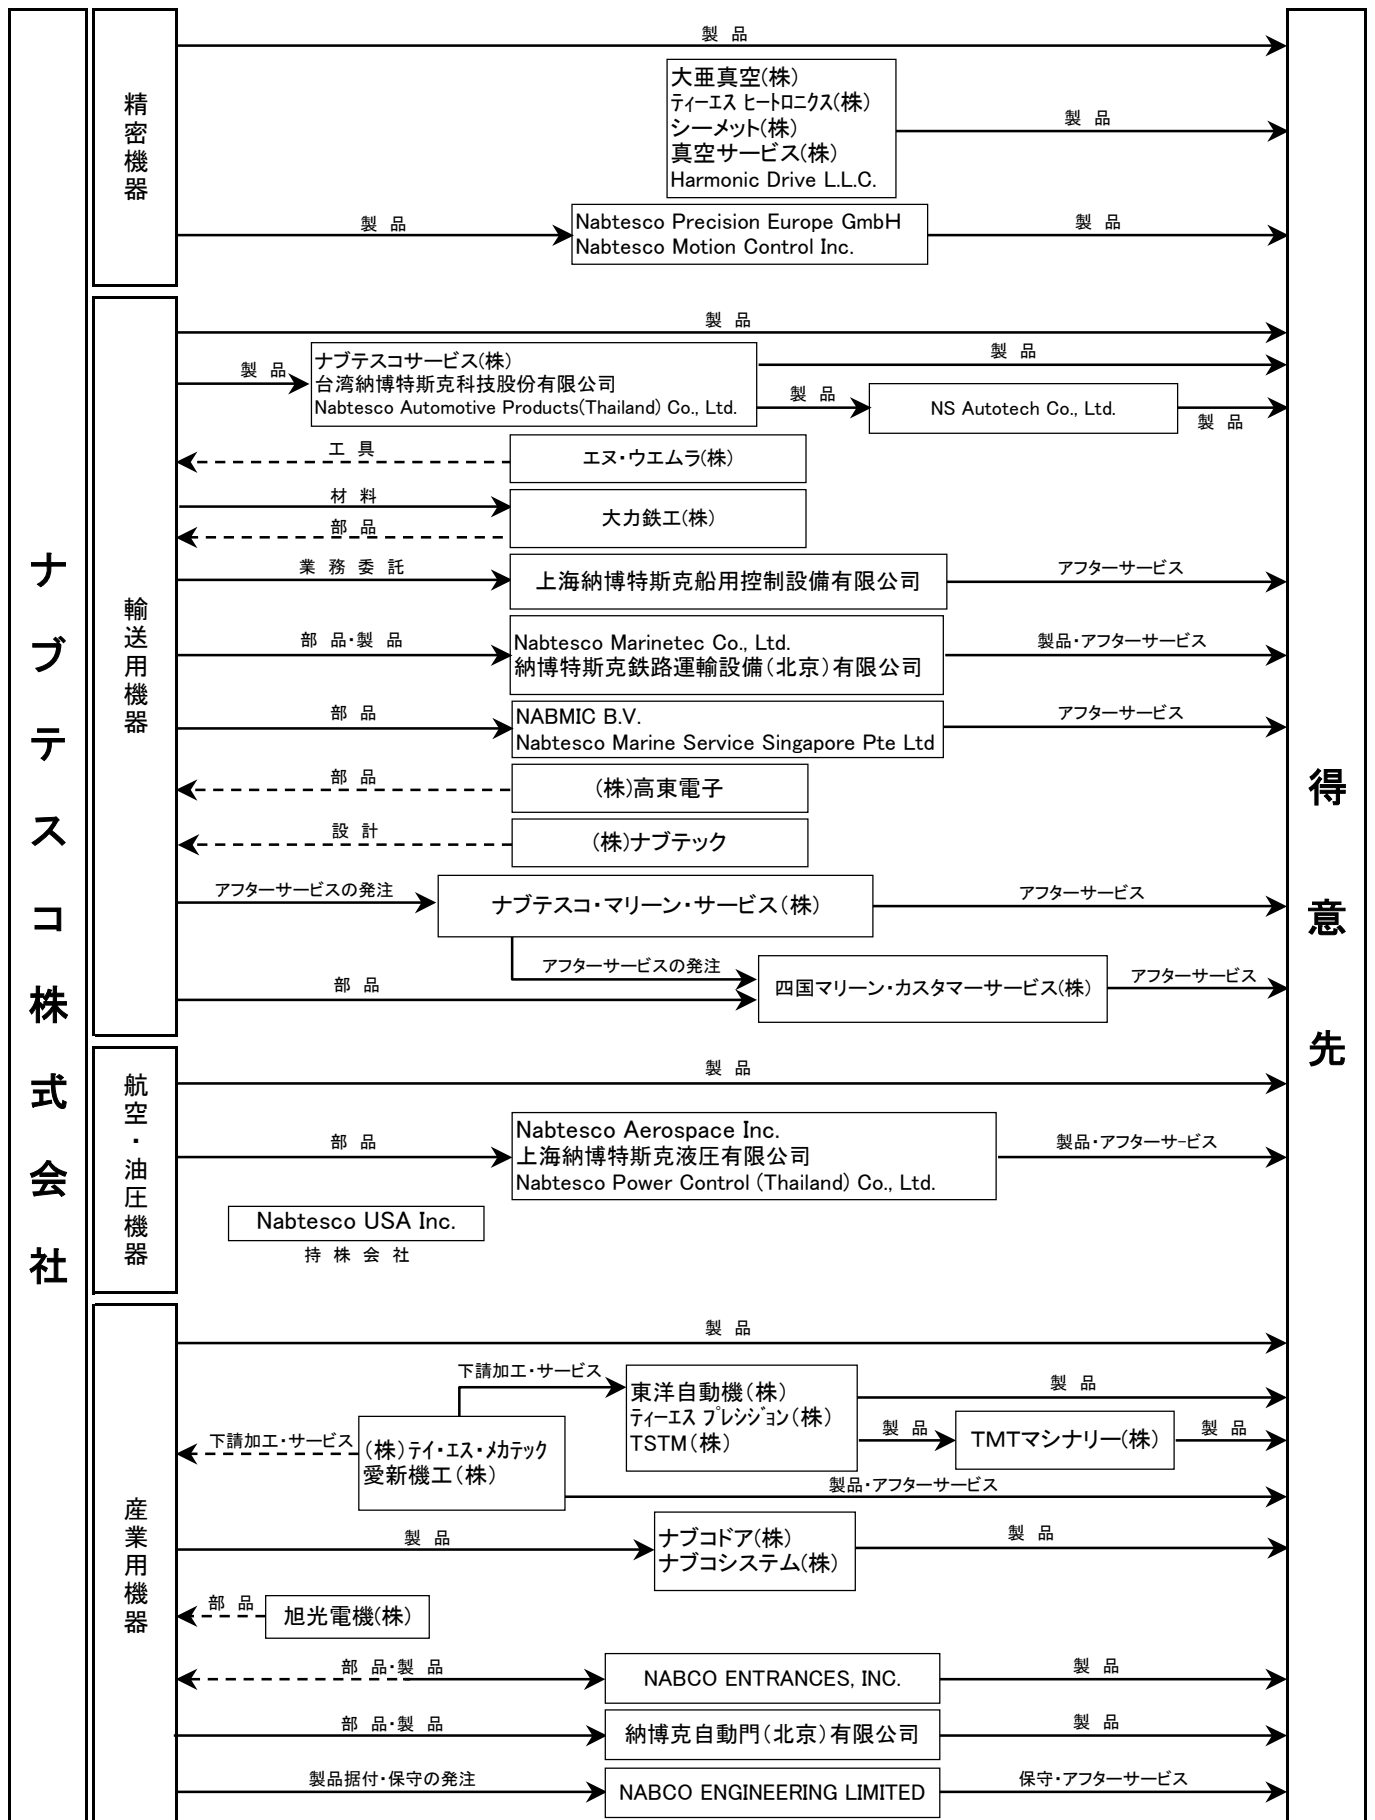 ナブテスコ株式会社
精密機器
製 品
大亜真空(株)
ティーエス ヒートロニクス(株)
シーメット(株)
真空サービス(株)
Harmonic Drive L.L.C.
製 品
製 品
Nabtesco Precision Europe GmbH
Nabtesco Motion Control Inc.
製 品
輸送用機器
製 品
製 品
ナブテスコサービス(株)
台湾納博特斯克科技股份有限公司
Nabtesco Automotive Products(Thailand) Co., Ltd.
製 品
製 品
NS Autotech Co., Ltd.
製 品
工 具
エヌ・ウエムラ(株)
材 料
部 品
大力鉄工(株)
業 務 委 託
上海納博特斯克船用控制設備有限公司
アフターサービス
部 品・製 品
Nabtesco Marinetec Co., Ltd.
納博特斯克鉄路運輸設備(北京)有限公司
製品・アフターサービス
部 品
NABMIC B.V.
Nabtesco Marine Service Singapore Pte Ltd
アフターサービス
部 品
(株)高東電子
設 計
(株)ナブテック
アフターサービスの発注
ナブテスコ・マリーン・サービス(株)
アフターサービス
アフターサービスの発注
部 品
四国マリーン・カスタマーサービス(株)
アフターサービス
航空・油圧機器
製 品
部 品
Nabtesco Aerospace Inc.
上海納博特斯克液圧有限公司
Nabtesco Power Control (Thailand) Co., Ltd.
製品・アフターサービス
Nabtesco USA Inc.
持 株 会 社
産業用機器
製 品
下請加工・サービス
東洋自動機(株)
ティーエス プレシジョン(株)
TSTM(株)
製 品
製 品
TMTマシナリー(株)
製 品
下請加工・サービス
(株)テイ・エス・メカテック
愛新機工(株)
製品・アフターサービス
製 品
ナブコドア(株)
ナブコシステム(株)
製 品
部 品
旭光電機(株)
部 品・製 品
NABCO ENTRANCES, INC.
製 品
部 品・製 品
納博克自動門(北京)有限公司
製 品
製品据付・保守の発注
NABCO ENGINEERING LIMITED
保守・アフターサービス
得意先